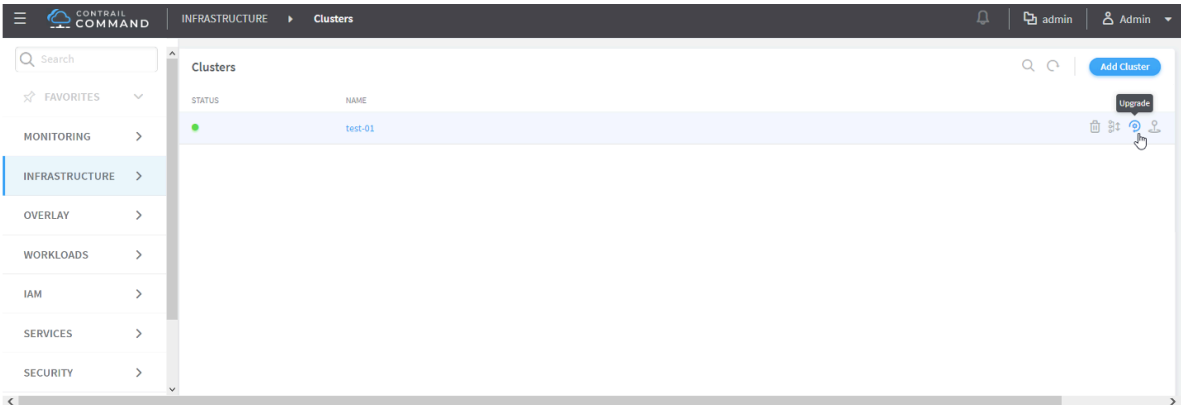 CONTRAIL
COMMAND
INFRASTRUCTURE Clusters
admin
Admin
Search
FAVORITES
MONITORING
INFRASTRUCTURE
OVERLAY
WORKLOADS
IAM
SERVICES
SECURITY
Clusters
Add Cluster
STATUS NAME
Upgrade
test-01